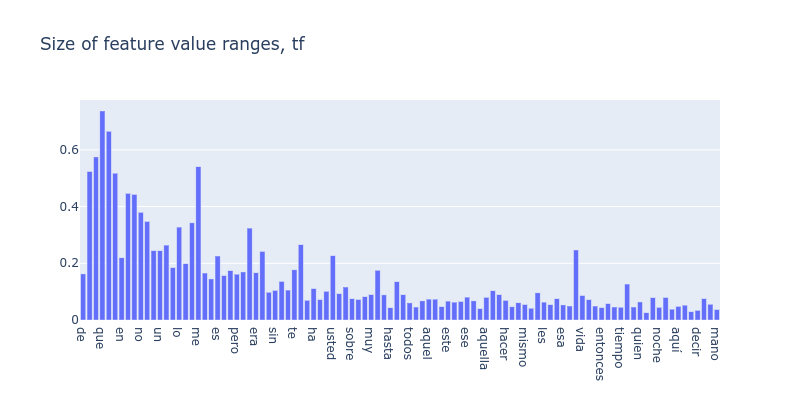 Size of feature value ranges, tf
0.6
0.4
0.2
0
de
que
en
no
un
lo
me
es
pero
era
sin
te
ha
usted
sobre
muy
hasta
todos
aquel
este
ese
aquella
hacer
mismo
les
esa
vida
entonces
tiempo
quien
noche
aquí
decir
mano